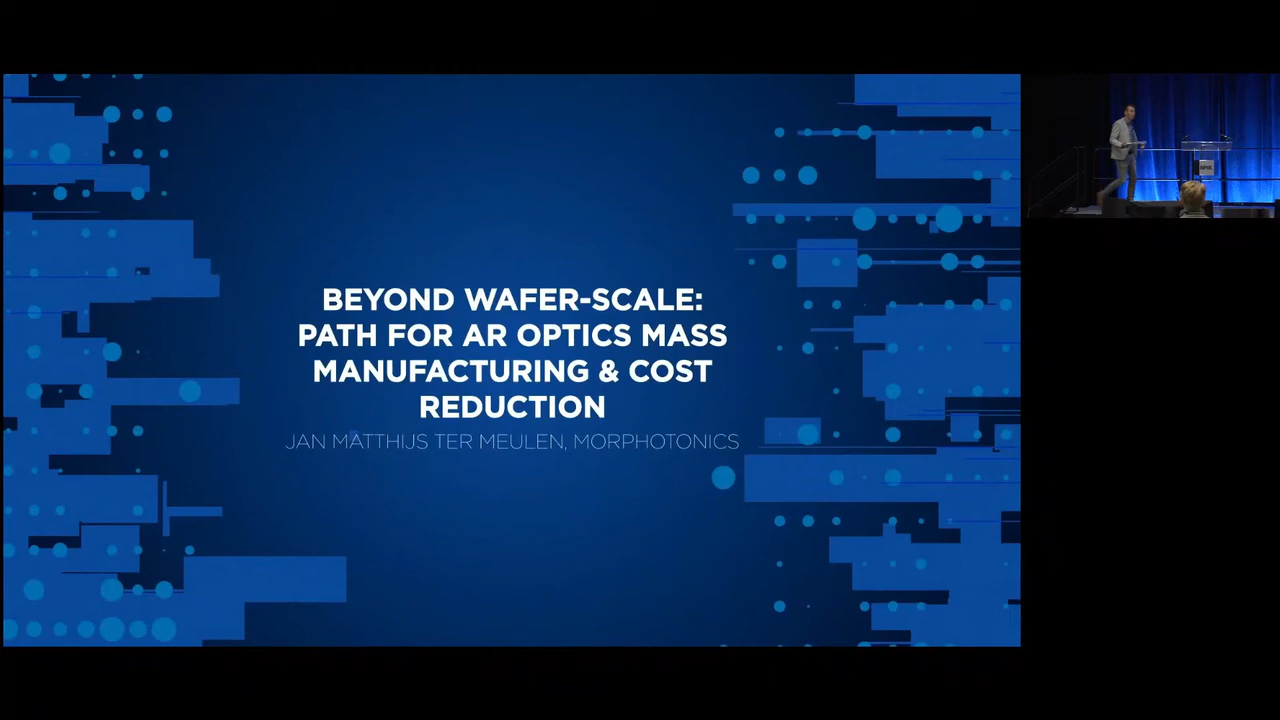 BEYOND WAFER-SCALE:
PATH FOR AR OPTICS MASS
MANUFACTURING & COST
REDUCTION
JAN MATTHIJS TER MEULEN, MORPHOTONICS